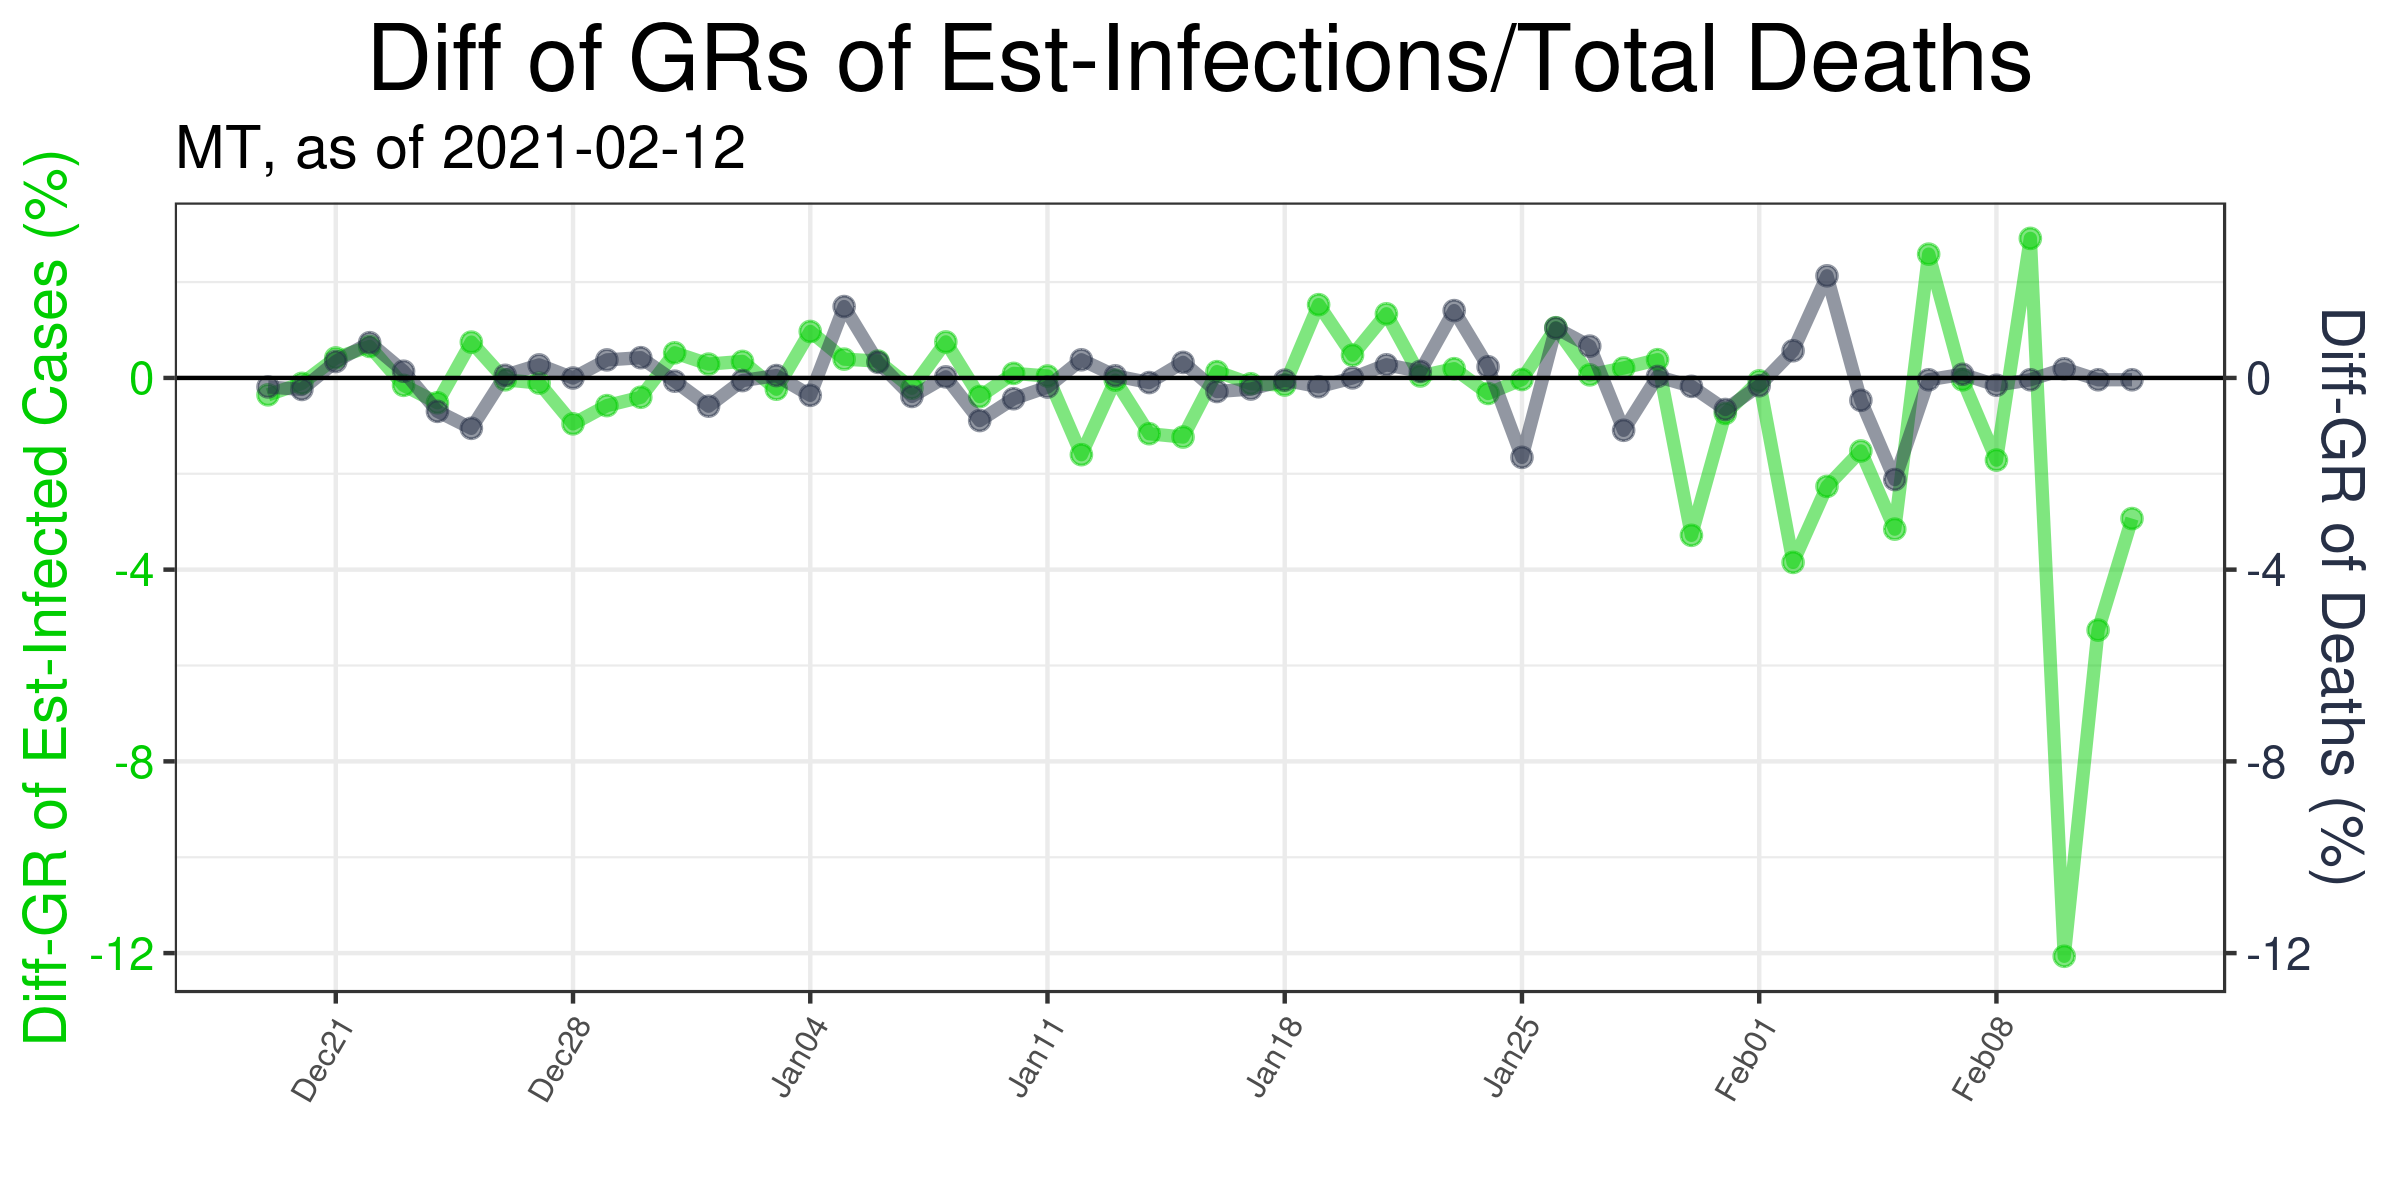 Diff of GRs of Est-Infections/Total Deaths
MT, as of 2021-02-12
Diff-GR of Est-Infected Cases (%)
0
-4
-8
-12
0
-4
-8
-12
Diff-GR of Deaths (%)
Dec21
Dec28
Jan04
Jan11
Jan18
Jan25
Feb01
Feb08